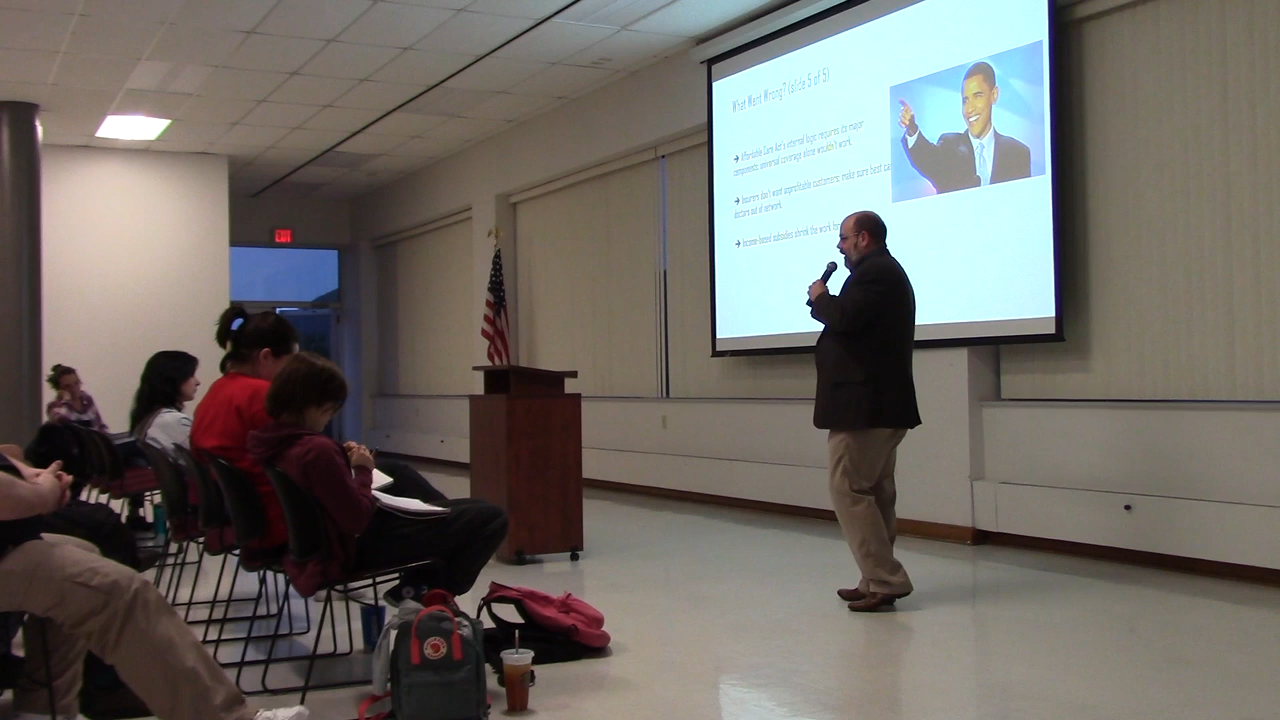 What Went Wrong? (slide 5 of 5)
➔ Affordable Care Act's internal logic requires its major
components: universal coverage alone wouldn't work.
➔ Insurers don't want unprofitable customers: make sure best ca
doctors out of network.
➔ Income-based subsidies shrink the work for
EXIT